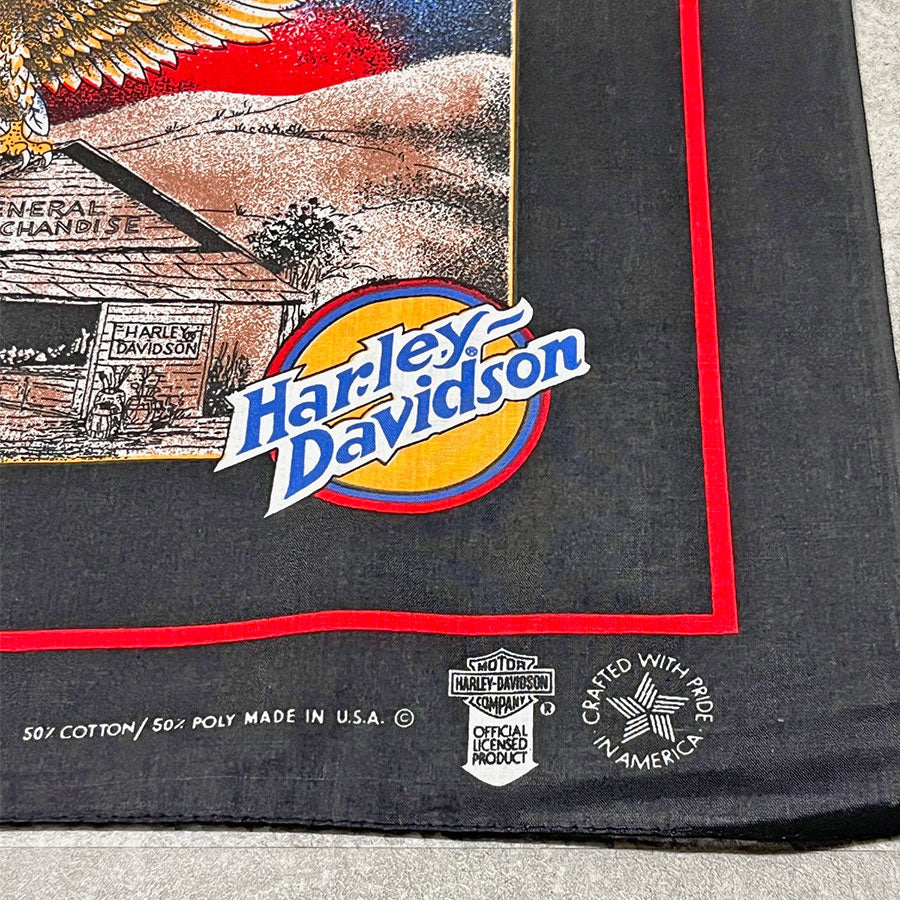 ENERAL
CHANDISE
HARLEY
DAVIDSON
Harley-®
Davidson
50% COTTON / 50% POLY MADE IN U.S.A. ©
MOTOR
HARLEY-DAVIDSON
COMPANY
®
OFFICIAL
LICENSED
PRODUCT
CRAFTED WITH PRIDE
· IN AMERICA ·